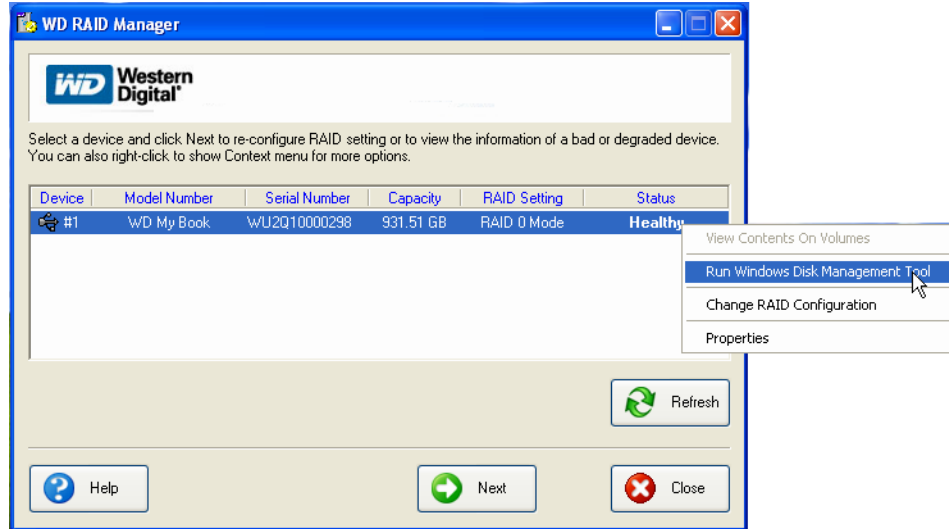 WD RAID Manager
WD Western
Digital
Select a device and click Next to re-configure RAID setting or to view the information of a bad or degraded device.
You can also right-click to show Context menu for more options.
Device Model Number Serial Number Capacity RAID Setting Status
#1 WD My Book WU2Q10000298 931.51 GB RAID 0 Mode Healthy
View Contents On Volumes
Run Windows Disk Management Tool
Change RAID Configuration
Properties
Refresh
Help Next Close